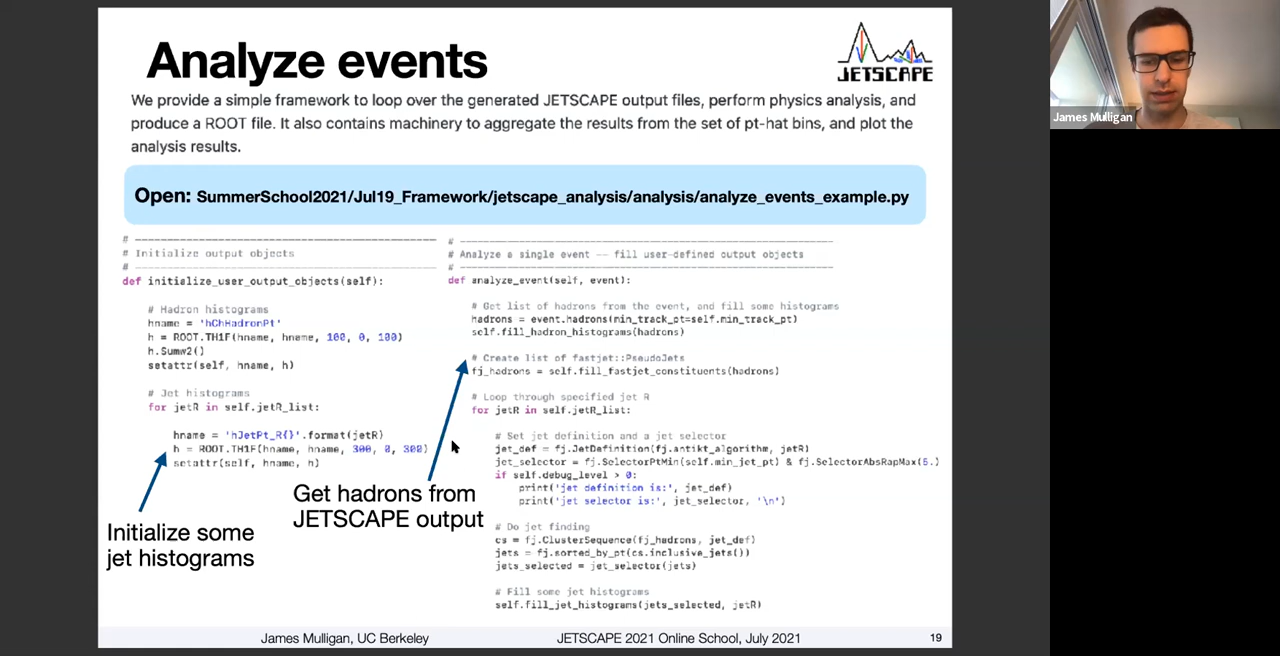 Analyze events
JETSCAPE
We provide a simple framework to loop over the generated JETSCAPE output files, perform physics analysis, and
produce a ROOT file. It also contains machinery to aggregate the results from the set of pt-hat bins, and plot the
analysis results.
Open: SummerSchool2021/Jul19_Framework/jetscape_analysis/analysis/analyze_events_example.py
# ---------------------------------------------------------------
# Initialize output objects
# ---------------------------------------------------------------
def initialize_user_output_objects(self):
# Hadron histograms
hname = 'hChHadronPt'
h = ROOT.TH1F(hname, hname, 100, 0, 100)
h.Sumw2()
setattr(self, hname, h)
# Jet histograms
for jetR in self.jetR_list:
hname = 'hJetPt_R{}'.format(jetR)
h = ROOT.TH1F(hname, hname, 300, 0, 300)
setattr(self, hname, h)
Initialize some
jet histograms
# ---------------------------------------------------------------
# Analyze a single event -- fill user-defined output objects
# ---------------------------------------------------------------
def analyze_event(self, event):
# Get list of hadrons from the event, and fill some histograms
hadrons = event.hadrons(min_track_pt=self.min_track_pt)
self.fill_hadron_histograms(hadrons)
# Create list of fastjet::PseudoJets
fj_hadrons = self.fill_fastjet_constituents(hadrons)
# Loop through specified jet R
for jetR in self.jetR_list:
# Set jet definition and a jet selector
jet_def = fj.JetDefinition(fj.antikt_algorithm, jetR)
jet_selector = fj.SelectorPtMin(self.min_jet_pt) & fj.SelectorAbsRapMax(5.)
if self.debug_level > 0:
print('jet definition is:', jet_def)
print('jet selector is:', jet_selector, '\n')
# Do jet finding
cs = fj.ClusterSequence(fj_hadrons, jet_def)
jets = fj.sorted_by_pt(cs.inclusive_jets())
jets_selected = jet_selector(jets)
# Fill some jet histograms
self.fill_jet_histograms(jets_selected, jetR)
Get hadrons from
JETSCAPE output
James Mulligan, UC Berkeley
JETSCAPE 2021 Online School, July 2021
19
James Mulligan